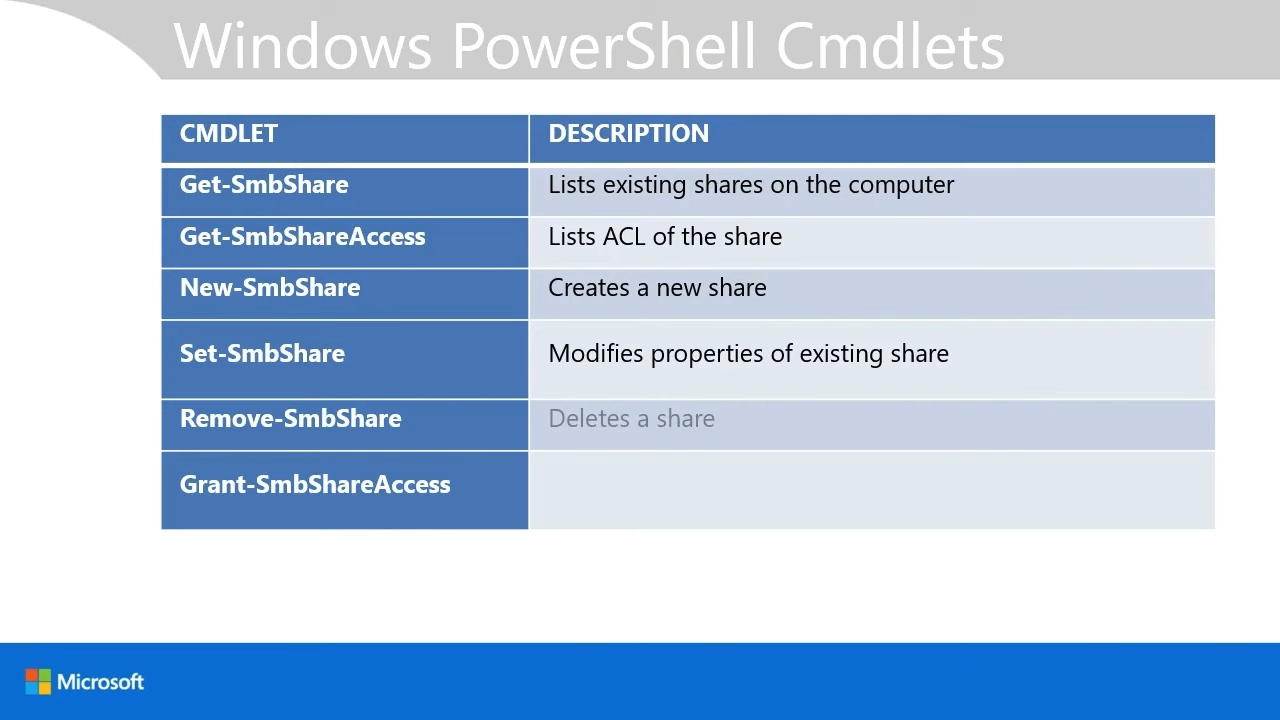 Windows PowerShell Cmdlets
CMDLET DESCRIPTION
Get-SmbShare Lists existing shares on the computer
Get-SmbShareAccess Lists ACL of the share
New-SmbShare Creates a new share
Set-SmbShare Modifies properties of existing share
Remove-SmbShare Deletes a share
Grant-SmbShareAccess
Microsoft